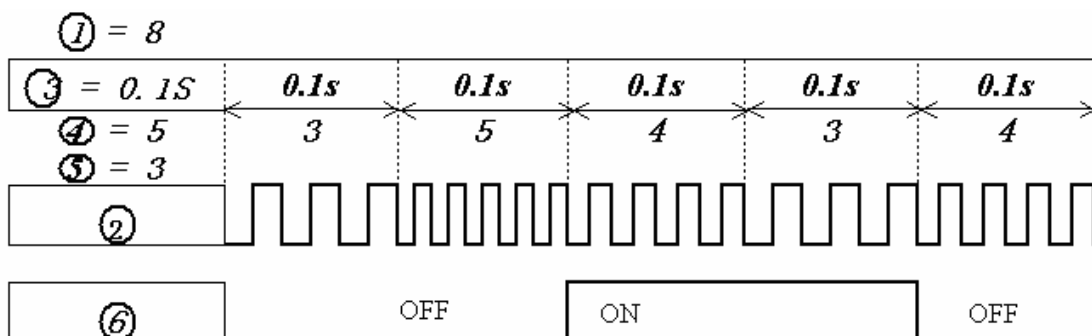 ① = 8
③ = 0.1S 0.1s 0.1s 0.1s 0.1s 0.1s
④ = 5 3 5 4 3 4
⑤ = 3
②
⑥ OFF ON OFF